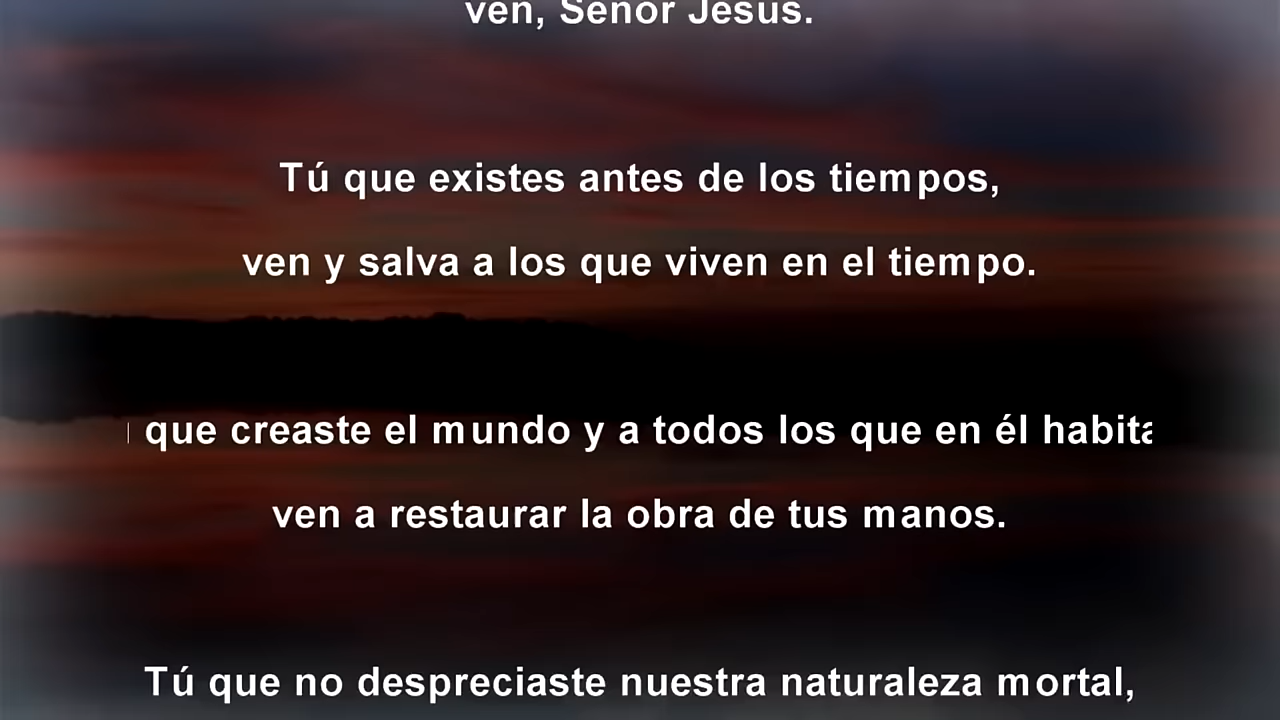 ven, Señor Jesús.
Tú que existes antes de los tiempos,
ven y salva a los que viven en el tiempo.
que creaste el mundo y a todos los que en él habita
ven a restaurar la obra de tus manos.
Tú que no despreciaste nuestra naturaleza mortal,